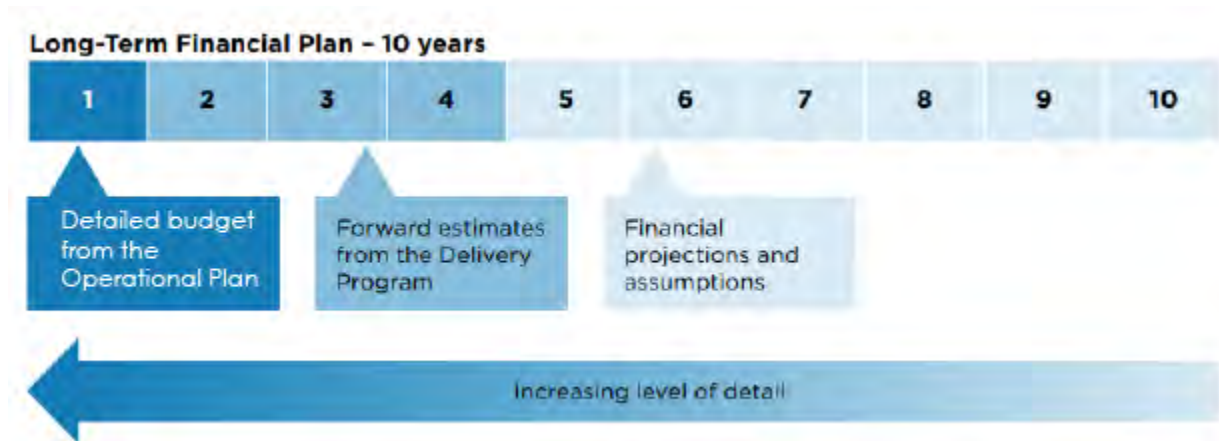 Long-Term Financial Plan – 10 years
1 2 3 4 5 6 7 8 9 10
Detailed budget
from the
Operational Plan
Forward estimates
from the Delivery
Program
Financial
projections and
assumptions
Increasing level of detail